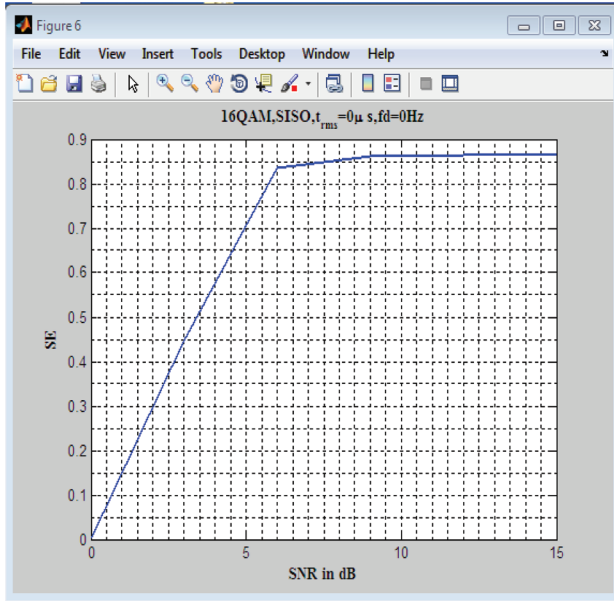 Figure 6
File Edit View Insert Tools Desktop Window Help
16QAM,SISO,t_rms=0μ s,fd=0Hz
0.9
0.8
0.7
0.6
0.5
0.4
0.3
0.2
0.1
0
SE
0 5 10 15
SNR in dB